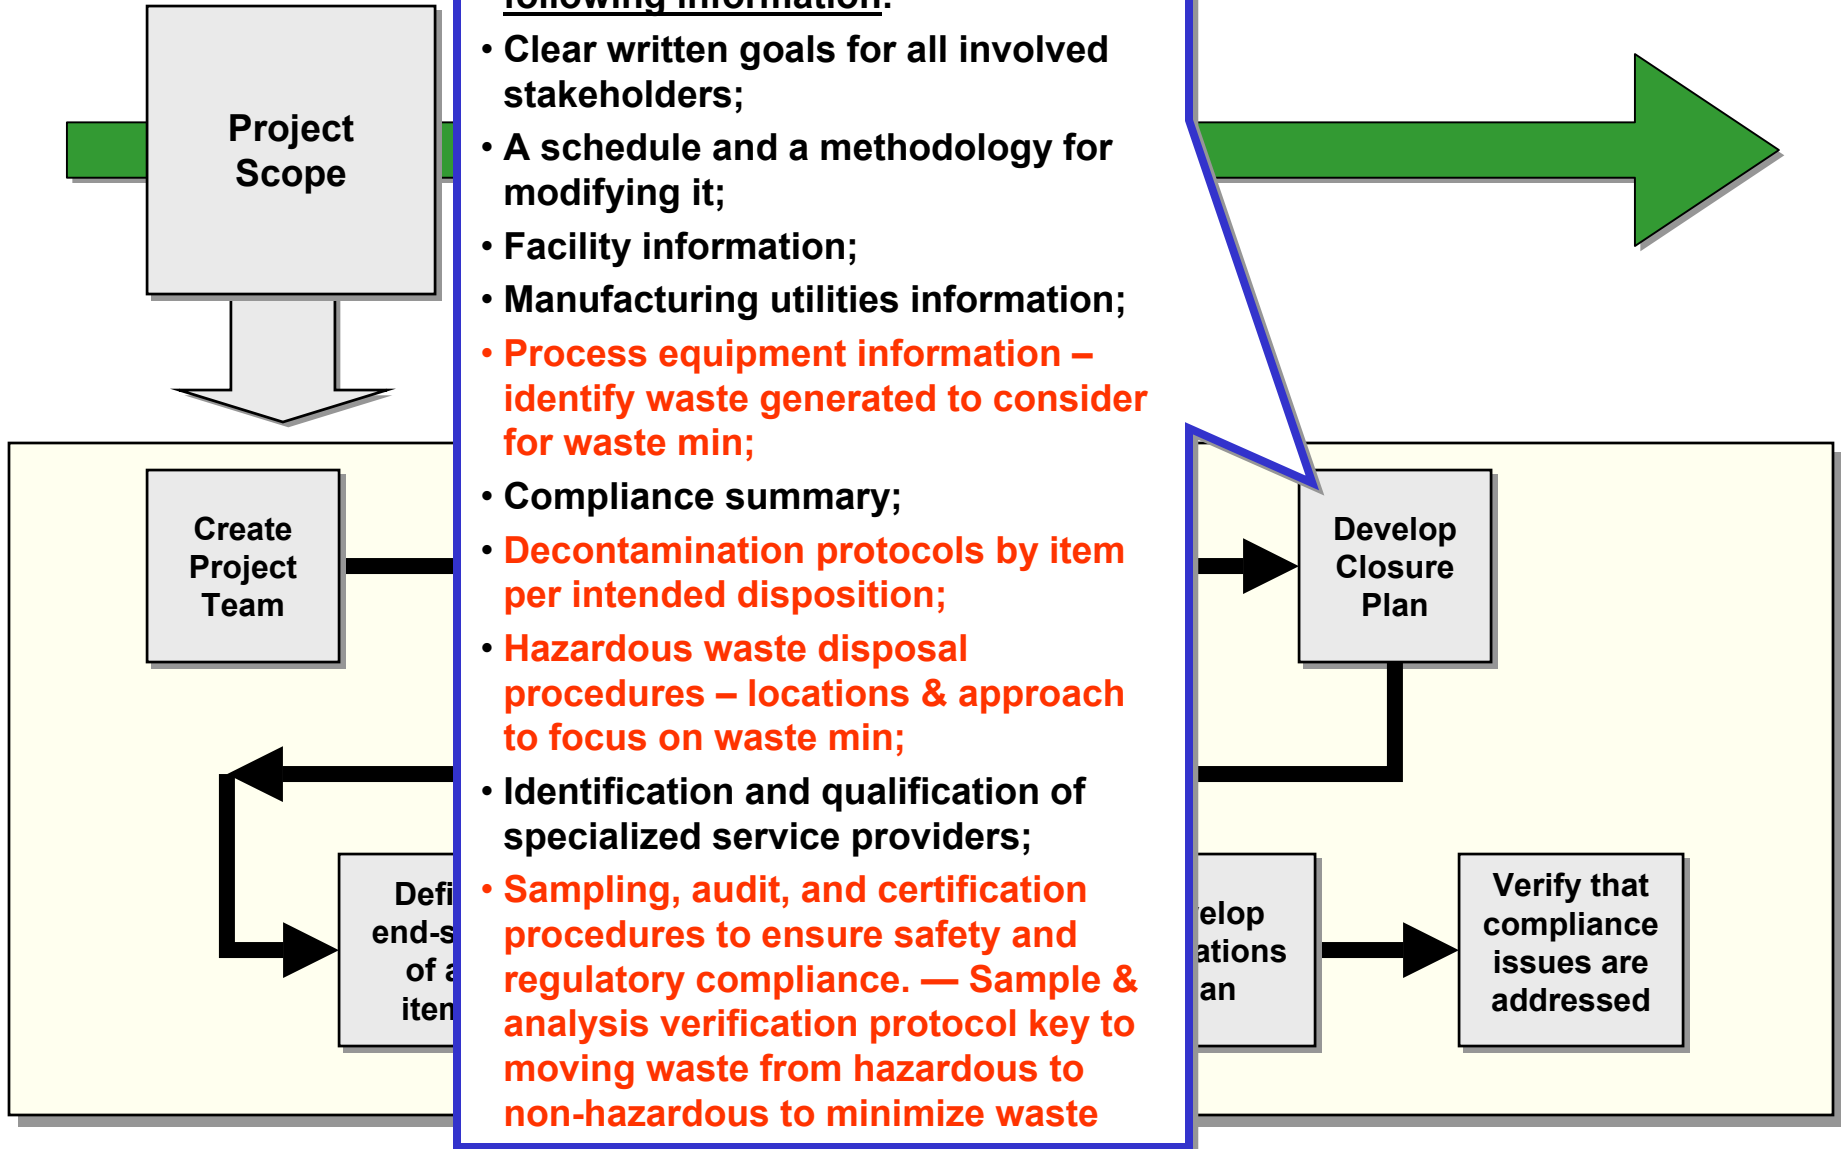 following information:
Project
Scope
• Clear written goals for all involved
stakeholders;
• A schedule and a methodology for
modifying it;
• Facility information;
• Manufacturing utilities information;
• Process equipment information –
identify waste generated to consider
for waste min;
• Compliance summary;
• Decontamination protocols by item
per intended disposition;
• Hazardous waste disposal
procedures – locations & approach
to focus on waste min;
• Identification and qualification of
specialized service providers;
• Sampling, audit, and certification
procedures to ensure safety and
regulatory compliance. — Sample &
analysis verification protocol key to
moving waste from hazardous to
non-hazardous to minimize waste
Create
Project
Team
Develop
Closure
Plan
of
Verify that
compliance
issues are
addressed